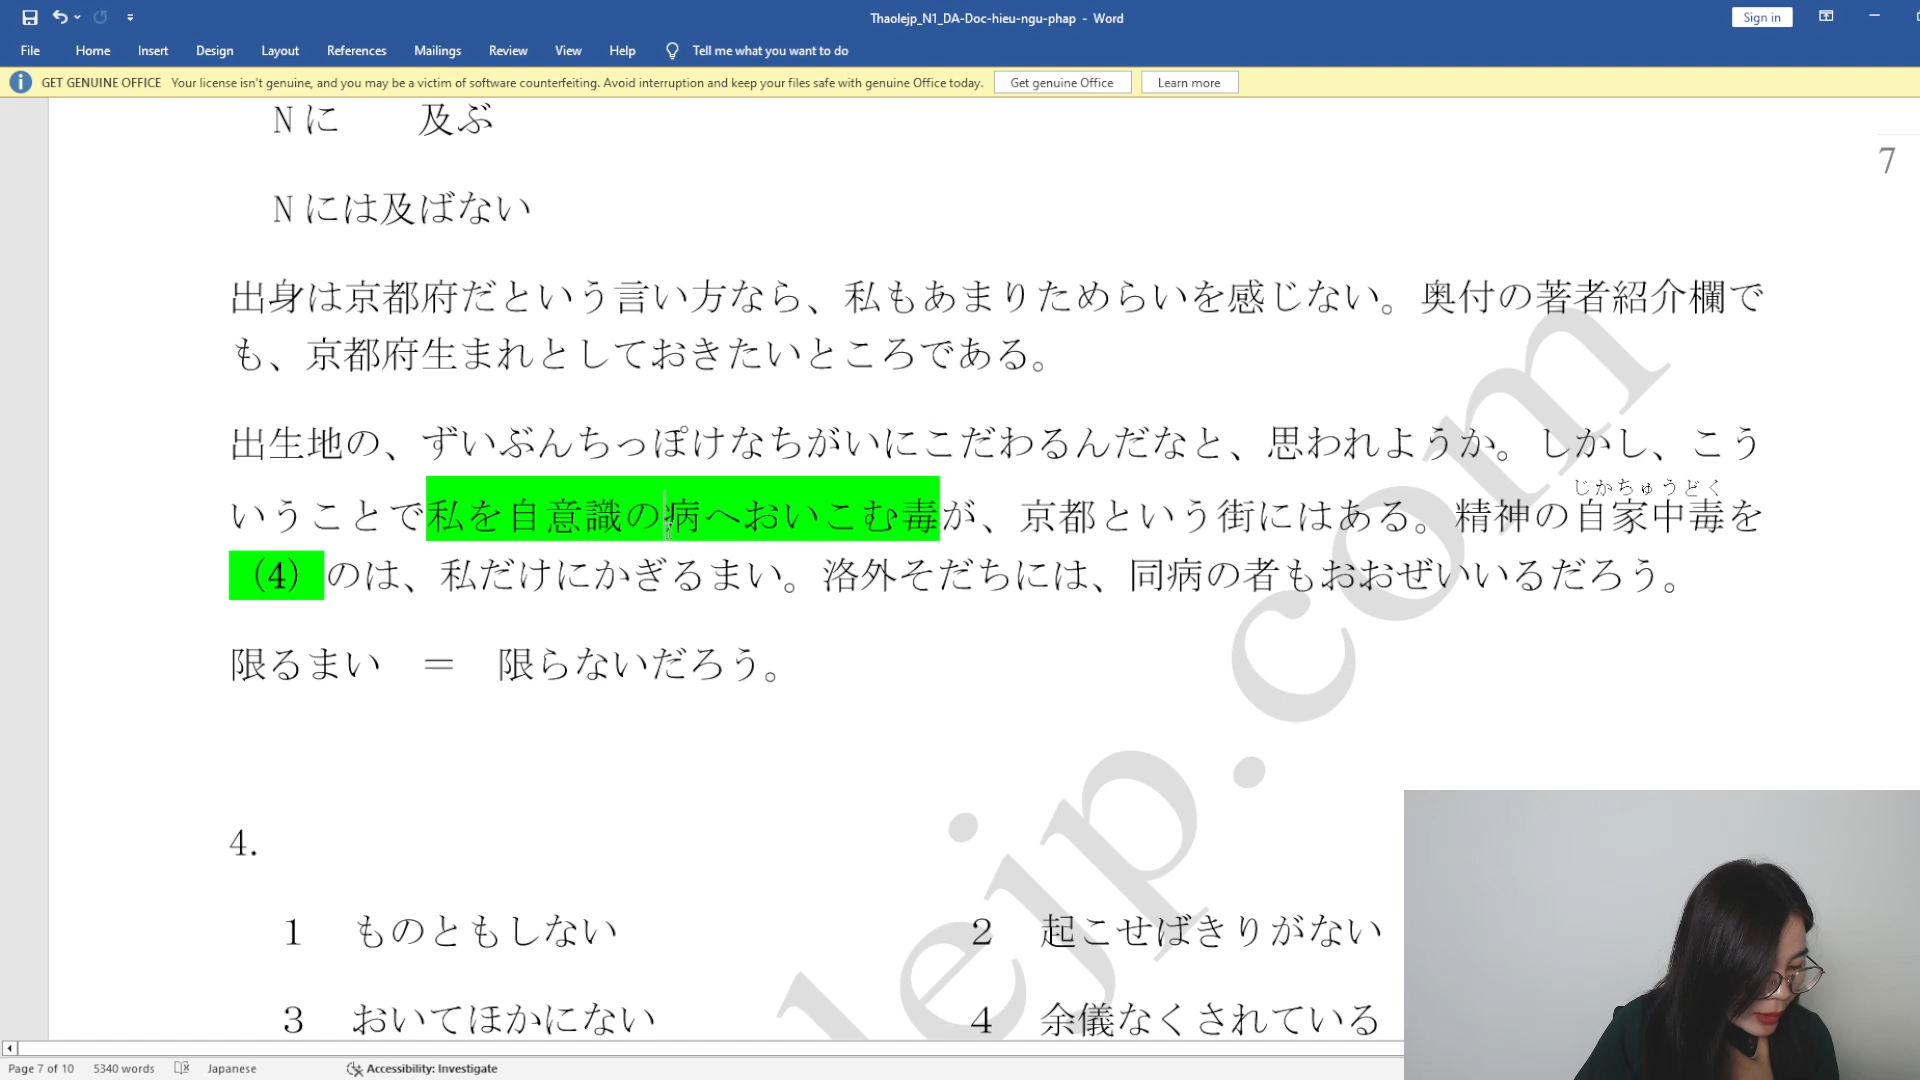 Thaolejp_N1_DA-Doc-hieu-ngu-phap - Word
Sign in
File Home Insert Design Layout References Mailings Review View Help Tell me what you want to do
GET GENUINE OFFICE Your license isn't genuine, and you may be a victim of software counterfeiting. Avoid interruption and keep your files safe with genuine Office today. Get genuine Office Learn more
Nに 及ぶ
7
Nには及ばない
出身は京都府だという言い方なら、私もあまりためらいを感じない。奥付の著者紹介欄で
も、京都府生まれとしておきたいところである。
出生地の、ずいぶんちっぽけなちがいにこだわるんだなと、思われようか。しかし、こう
じかちゅうどく
いうことで私を自意識の病へおいこむ毒が、京都という街にはある。精神の自家中毒を
（4）のは、私だけにかぎるまい。洛外そだちには、同病の者もおおぜいいるだろう。
限るまい ＝ 限らないだろう。
4.
1 ものともしない 2 起こせばきりがない
3 おいてほかにない 4 余儀なくされている
lejp.com
Page 7 of 10 5340 words Japanese Accessibility: Investigate